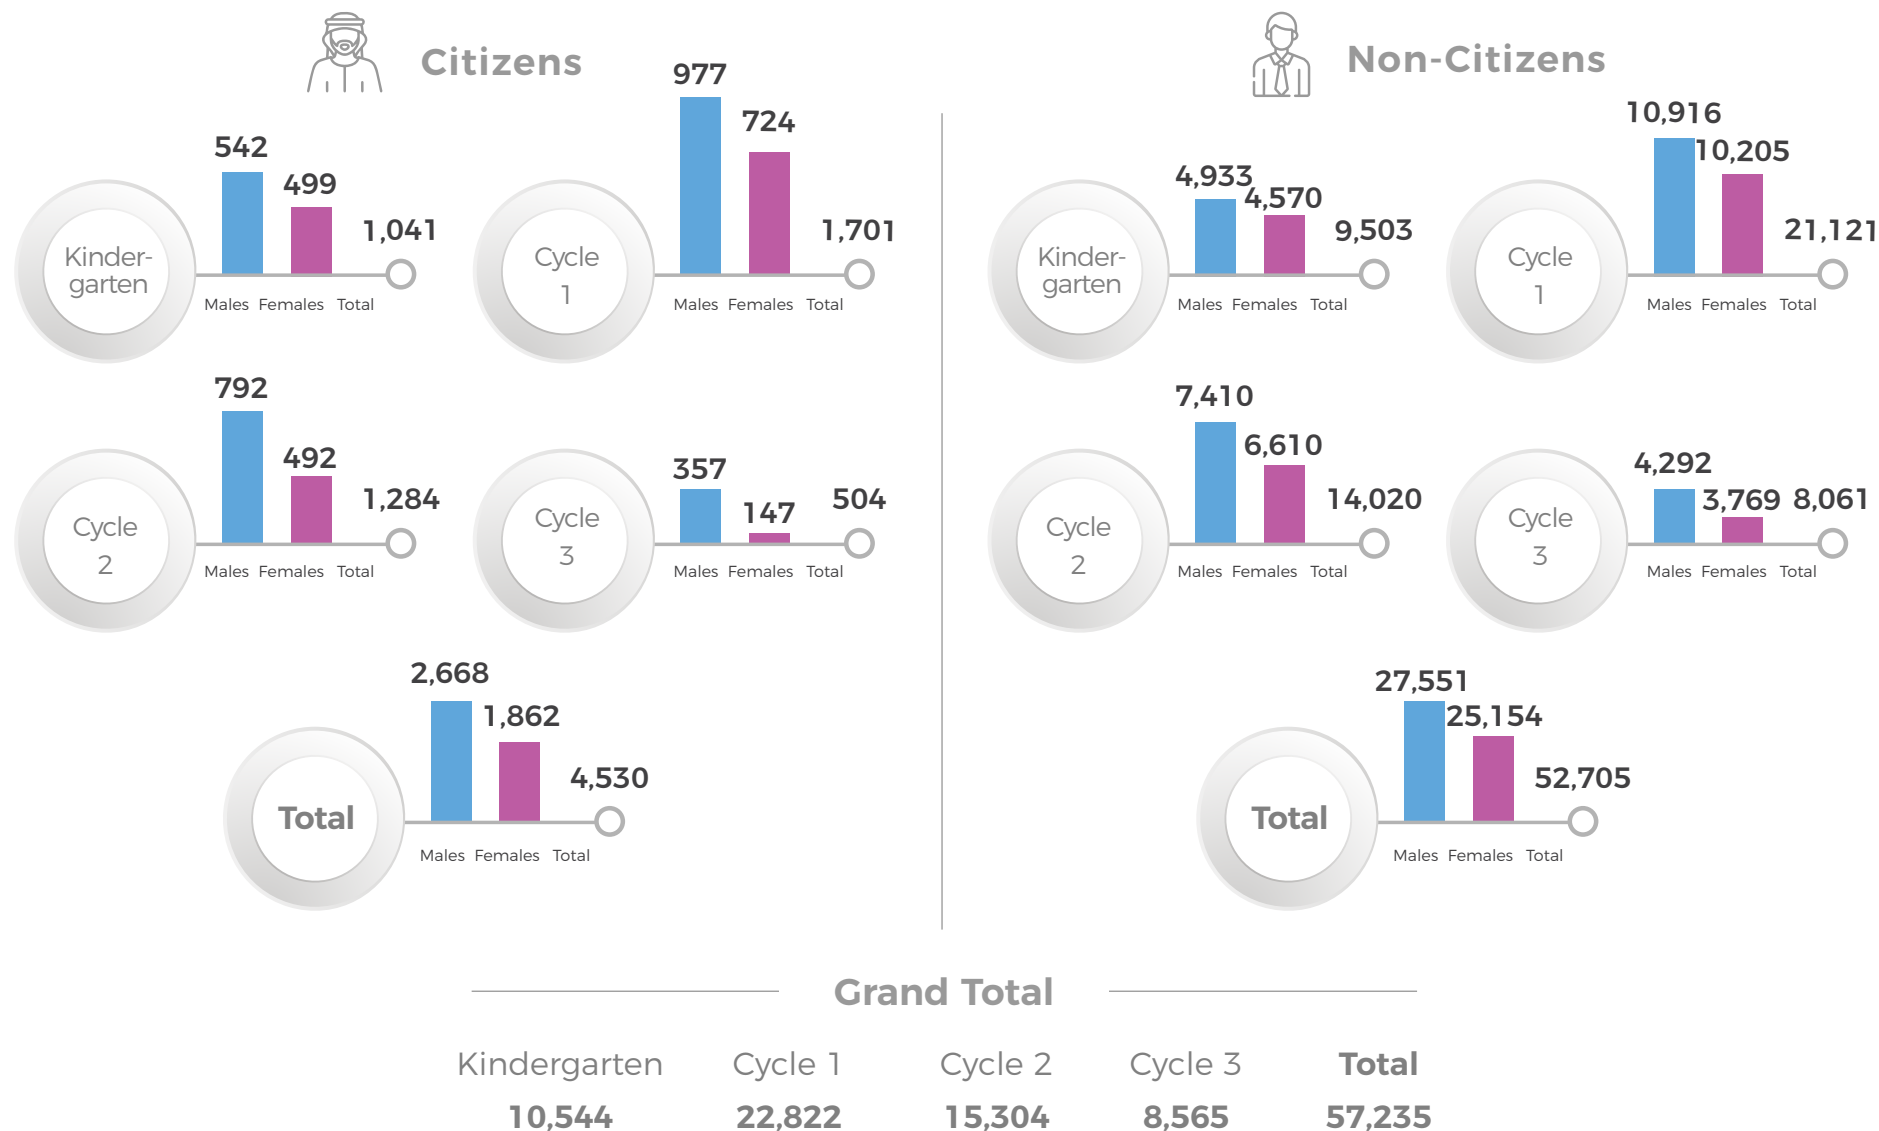 Citizens
542
499
1,041
Kinder-
garten
Males Females Total
977
724
1,701
Cycle
1
Males Females Total
792
492
1,284
Cycle
2
Males Females Total
357
147
504
Cycle
3
Males Females Total
2,668
1,862
4,530
Total
Males Females Total
Non-Citizens
4,933
4,570
9,503
Kinder-
garten
Males Females Total
10,916
10,205
21,121
Cycle
1
Males Females Total
7,410
6,610
14,020
Cycle
2
Males Females Total
4,292
3,769
8,061
Cycle
3
Males Females Total
27,551
25,154
52,705
Total
Males Females Total
Grand Total
Kindergarten Cycle 1 Cycle 2 Cycle 3 Total
10,544 22,822 15,304 8,565 57,235